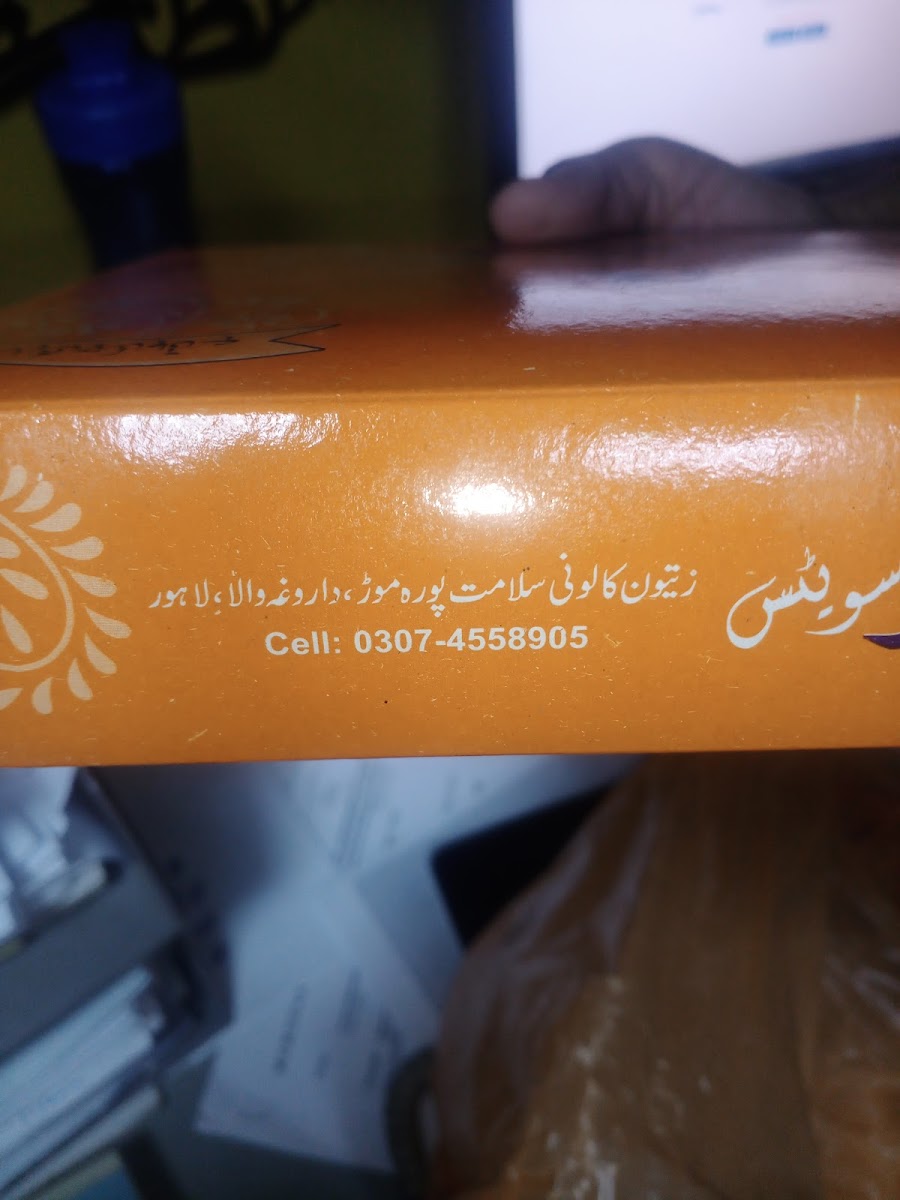 سویٹس
زیتون کالونی سلامت پورہ موڑ، داروغہ والا، لاہور
Cell: 0307-4558905